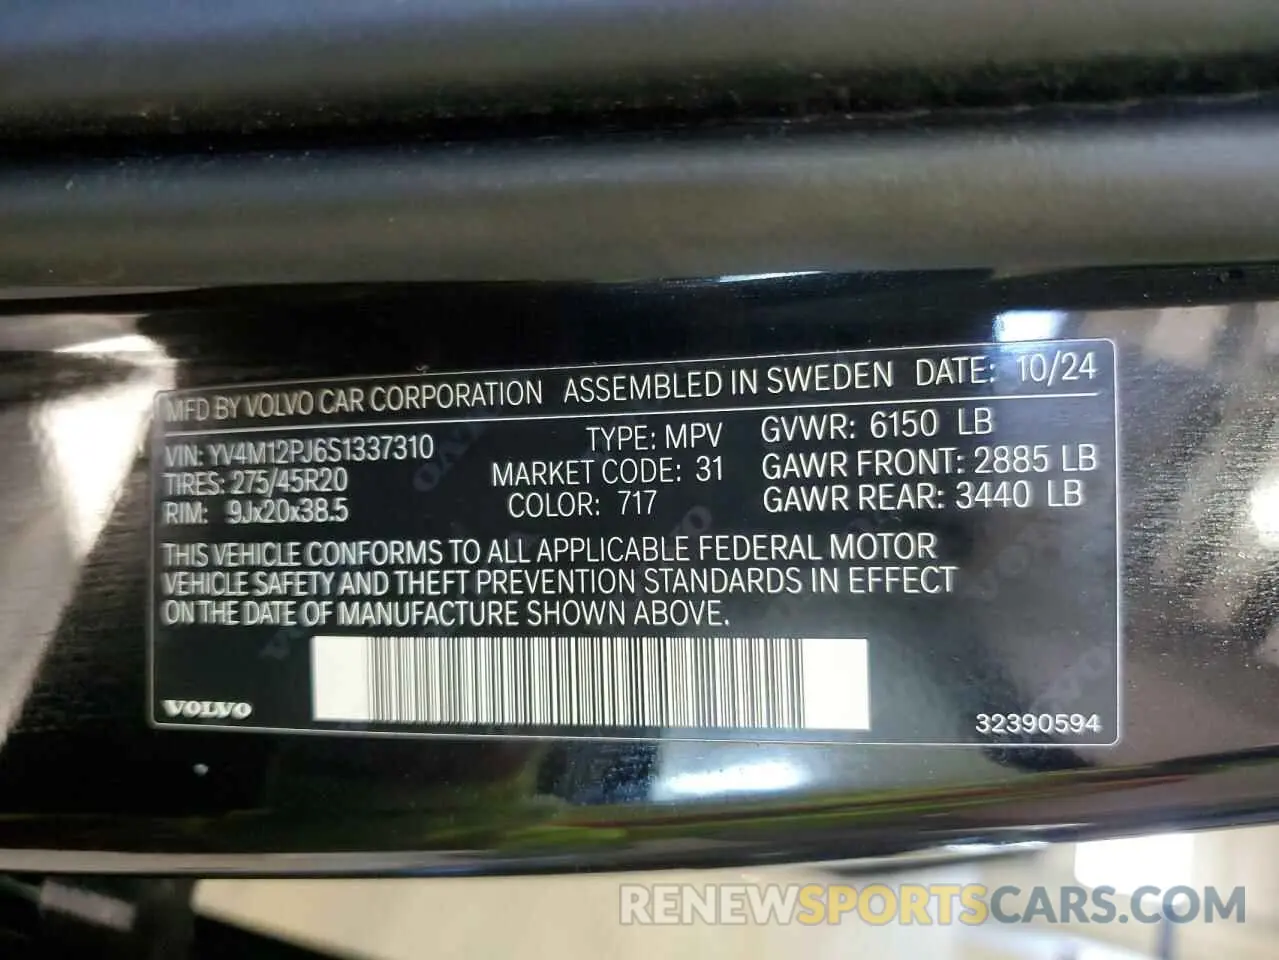 MFD BY VOLVO CAR CORPORATION ASSEMBLED IN SWEDEN DATE: 10/24
VIN: YV4M12PJ6S1337310 TYPE: MPV GVWR: 6150 LB
TIRES: 275/45R20 MARKET CODE: 31 GAWR FRONT: 2885 LB
RIM: 9Jx20x38.5 COLOR: 717 GAWR REAR: 3440 LB
THIS VEHICLE CONFORMS TO ALL APPLICABLE FEDERAL MOTOR
VEHICLE SAFETY AND THEFT PREVENTION STANDARDS IN EFFECT
ON THE DATE OF MANUFACTURE SHOWN ABOVE.
VOLVO 32390594
RENEWSPORTSCARS.COM